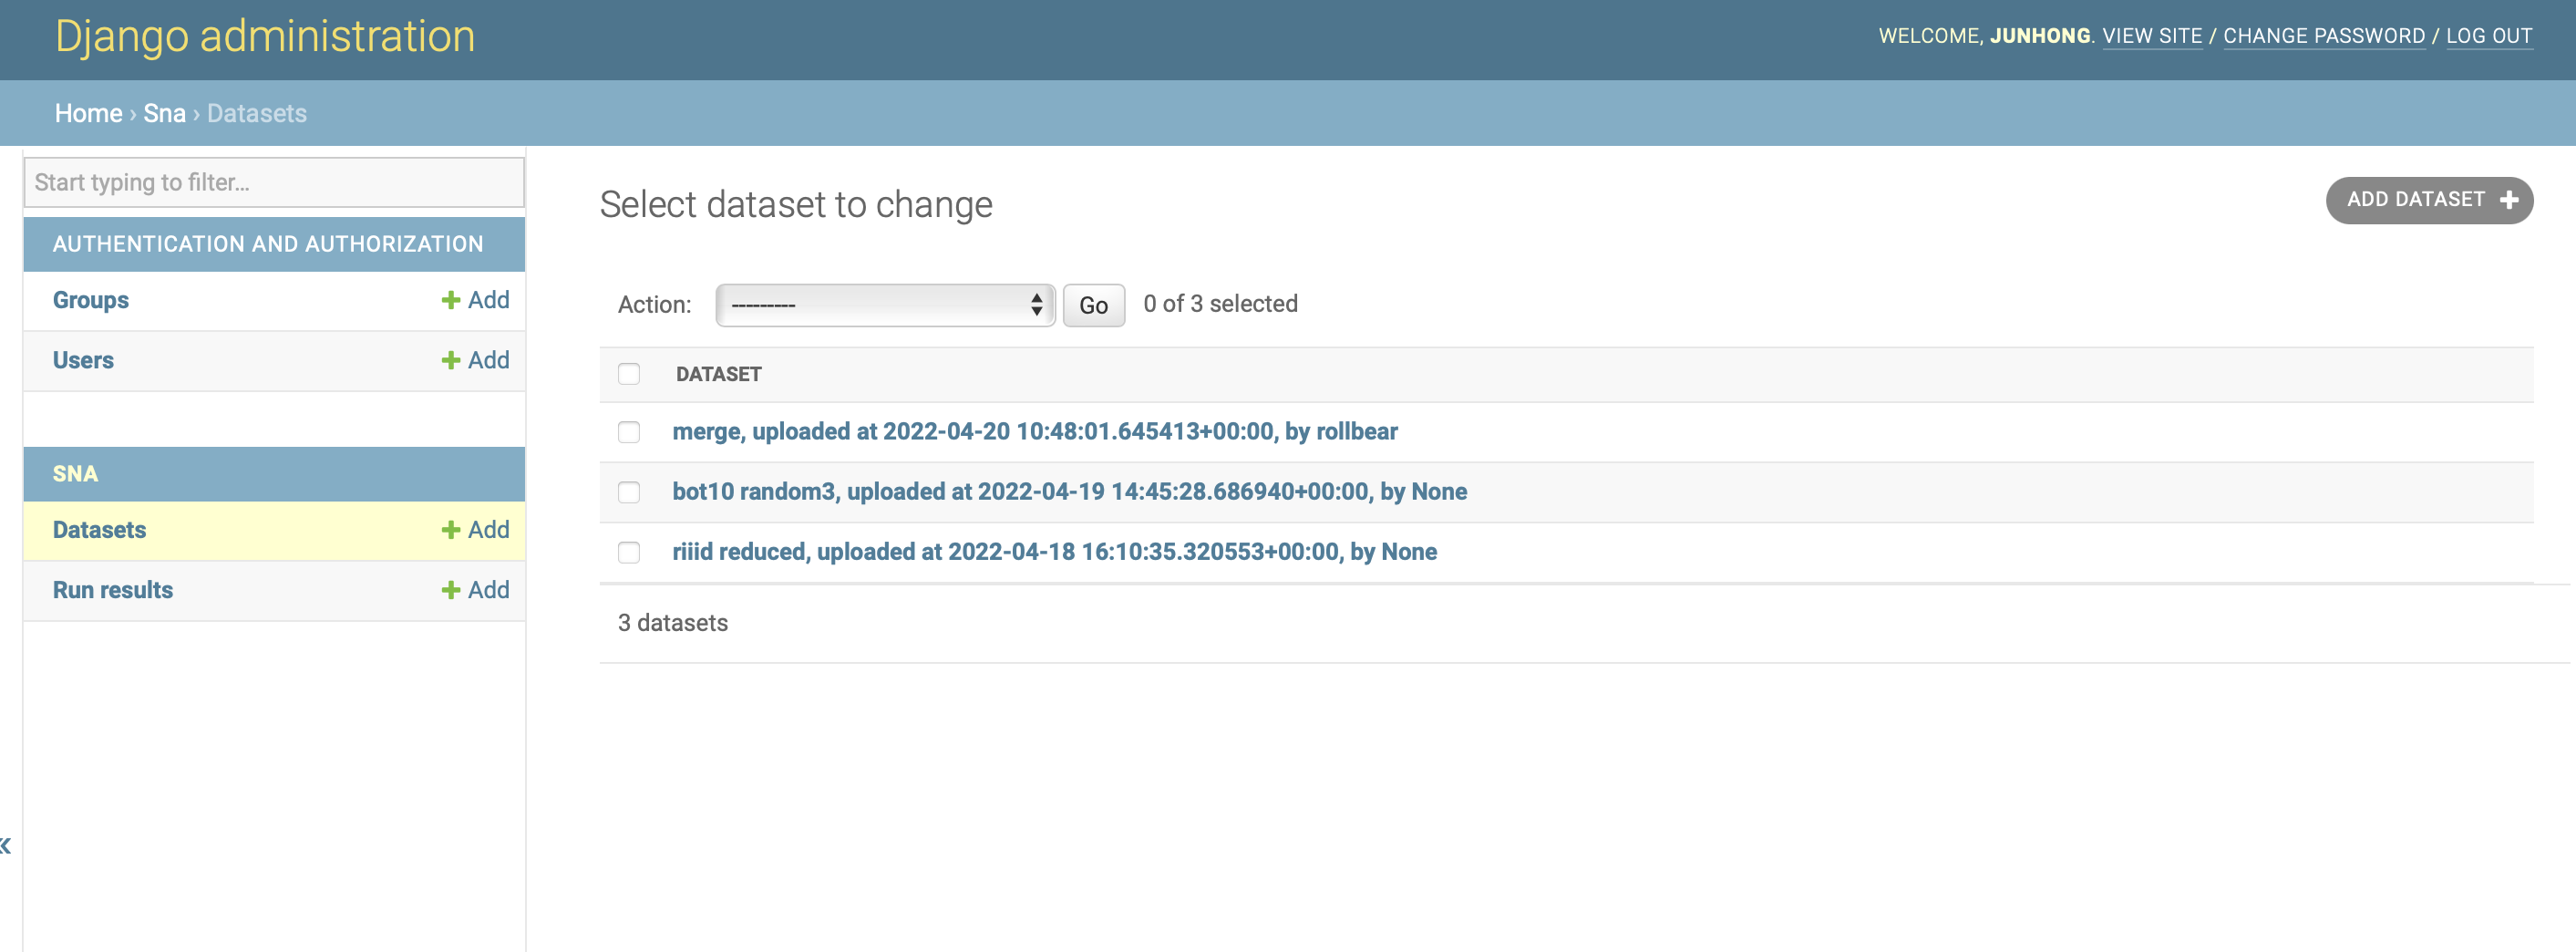 Django administration
WELCOME, JUNHONG. VIEW SITE / CHANGE PASSWORD / LOG OUT
Home › Sna › Datasets
Start typing to filter...
AUTHENTICATION AND AUTHORIZATION
Groups + Add
Users + Add
SNA
Datasets + Add
Run results + Add
«
Select dataset to change
ADD DATASET +
Action: --------- Go 0 of 3 selected
DATASET
merge, uploaded at 2022-04-20 10:48:01.645413+00:00, by rollbear
bot10 random3, uploaded at 2022-04-19 14:45:28.686940+00:00, by None
riiid reduced, uploaded at 2022-04-18 16:10:35.320553+00:00, by None
3 datasets